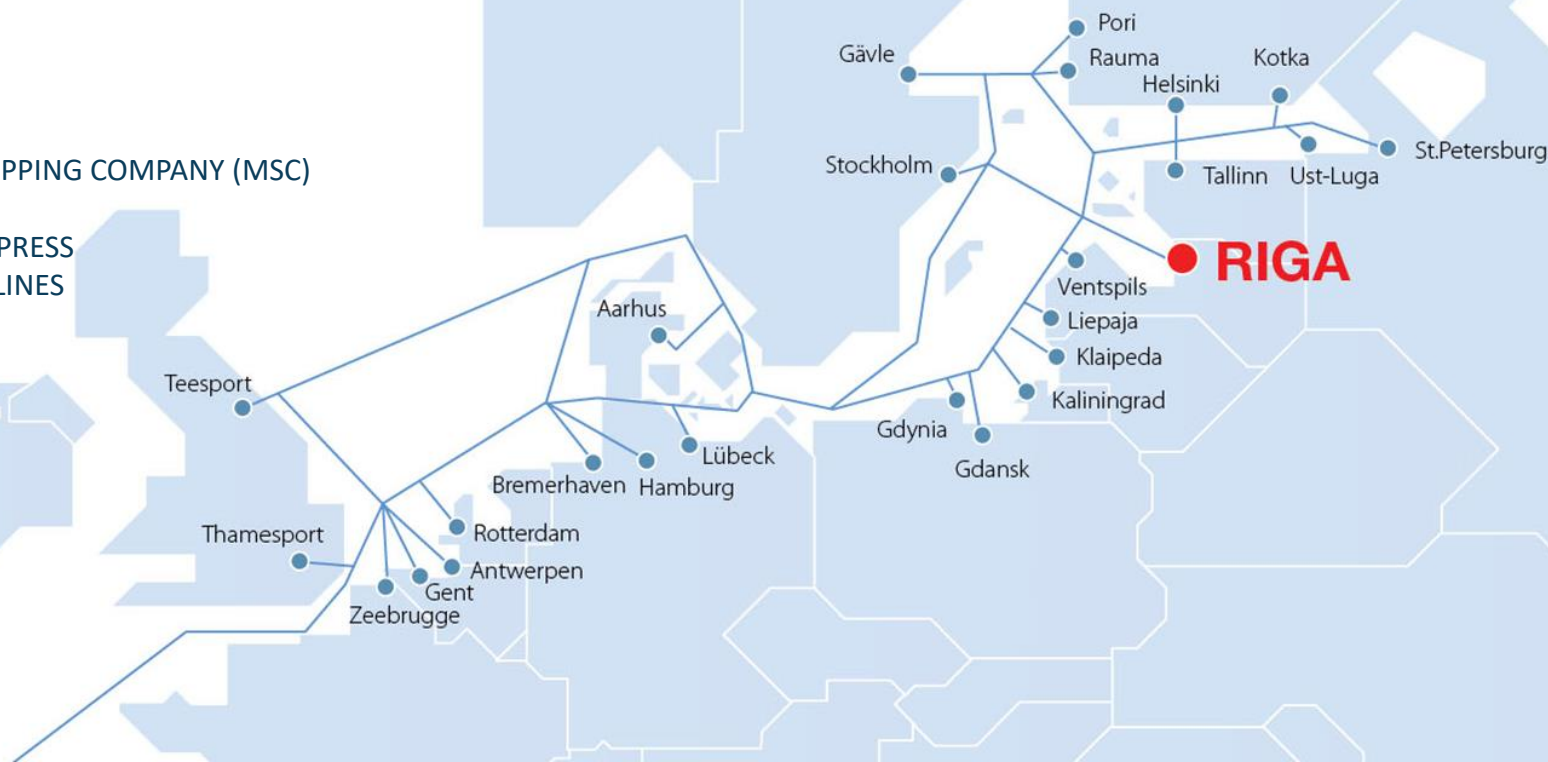 Pori
Gävle
Rauma
Kotka
Helsinki
St.Petersburg
PPING COMPANY (MSC)
Stockholm
Tallinn
Ust-Luga
PRESS
RIGA
LINES
Ventspils
Aarhus
Liepaja
Klaipeda
Teesport
Kaliningrad
Gdynia
Lübeck
Gdansk
Bremerhaven
Hamburg
Thamesport
Rotterdam
Antwerpen
Gent
Zeebrugge